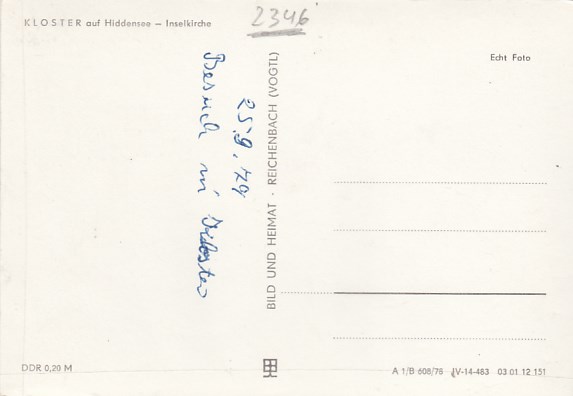 KLOSTER auf Hiddensee — Inselkirche
2346
Echt Foto
25.9.79
Besuch in Kloster
BILD UND HEIMAT · REICHENBACH (VOGTL)
DDR 0,20 M
A 1/B 608/76 IV-14-483 03 01 12 151